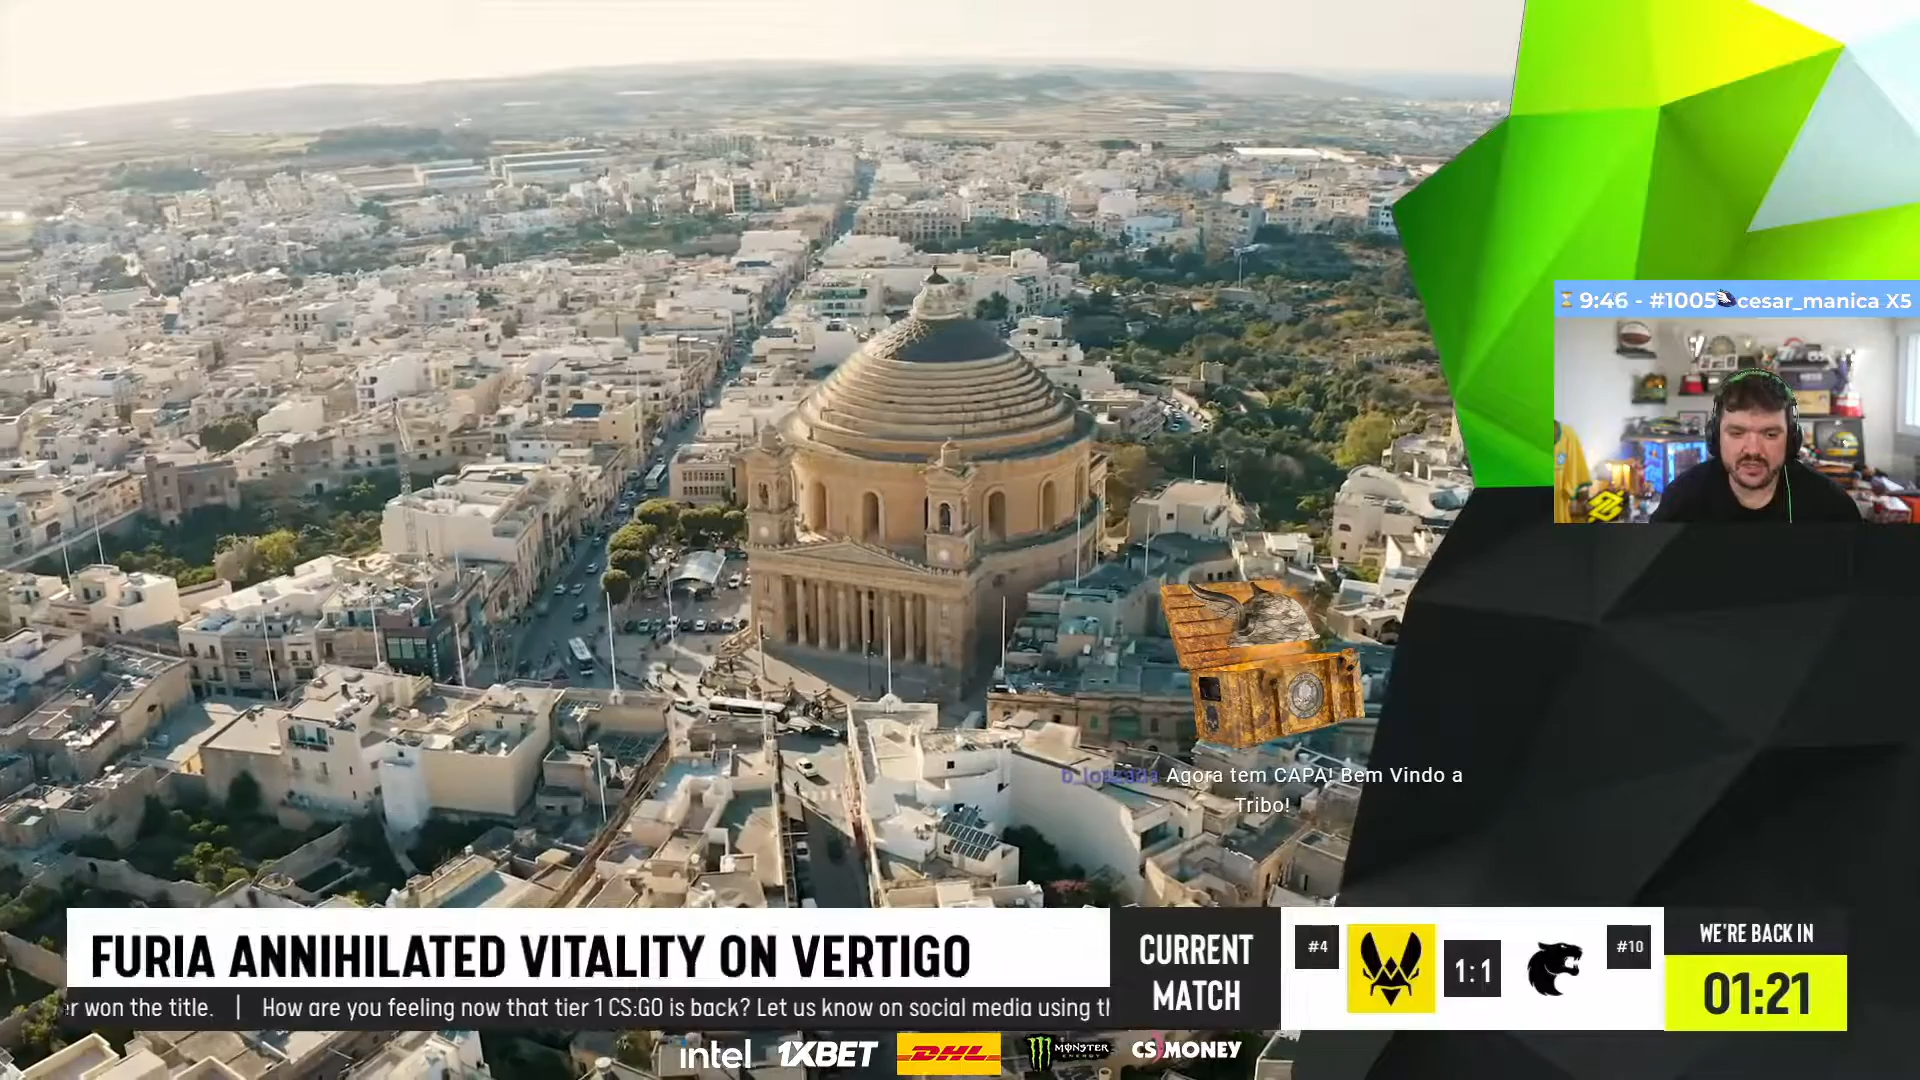 9:46 - #1005 cesar_manica X5
Agora tem CAPA! Bem Vindo a
Tribo!
FURIA ANNIHILATED VITALITY ON VERTIGO
r won the title. | How are you feeling now that tier 1 CS:GO is back? Let us know on social media using th
CURRENT
MATCH
#4
1:1
#10
WE'RE BACK IN
01:21
intel 1XBET DHL MONSTER ENERGY CS MONEY